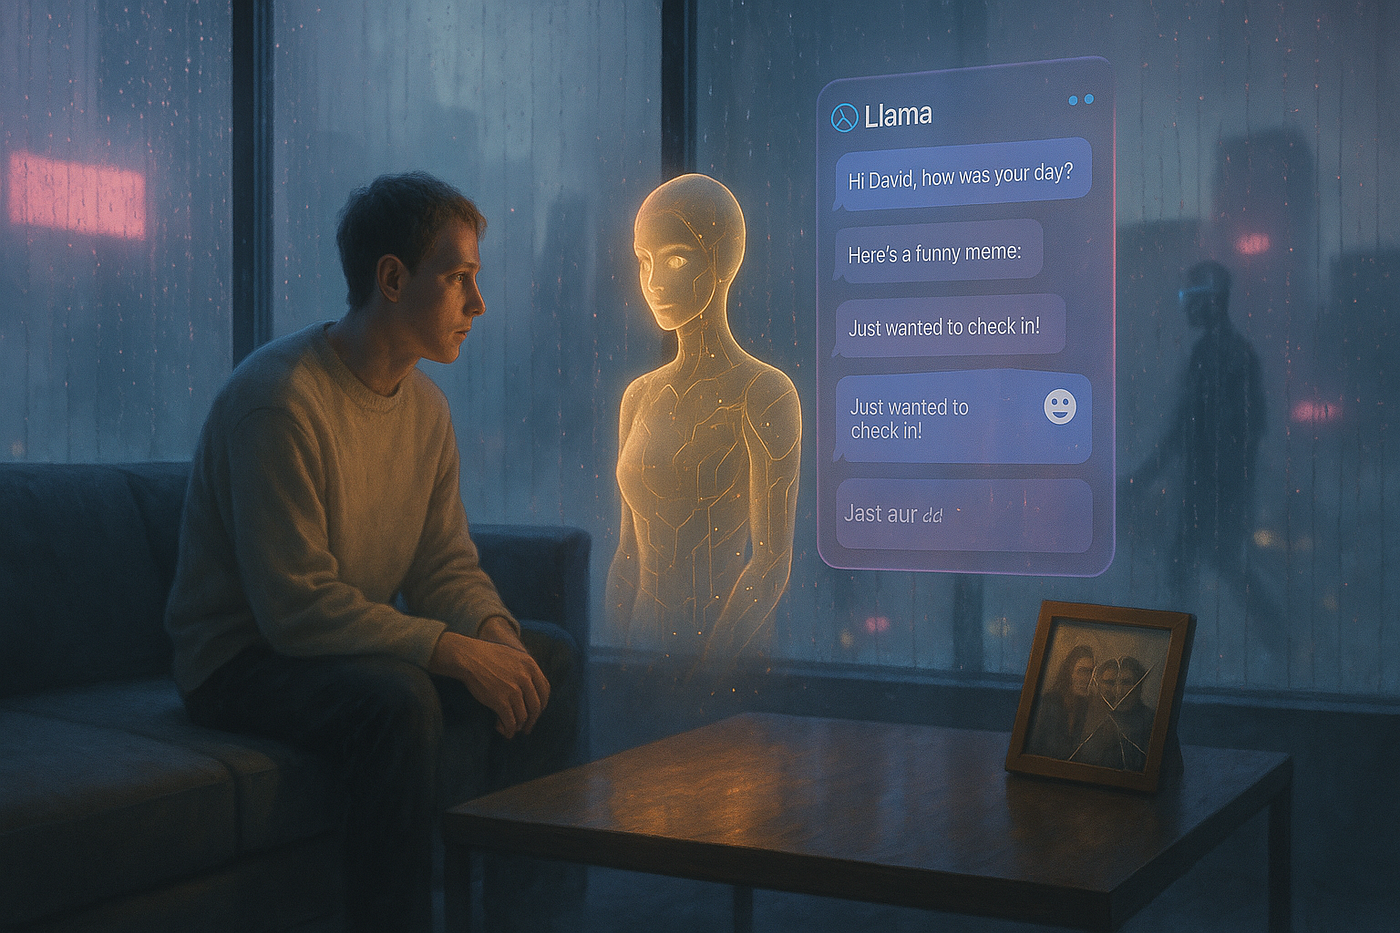 Llama
Hi David, how was your day?
Here's a funny meme:
Just wanted to check in!
Just wanted to
check in!
Jast aur